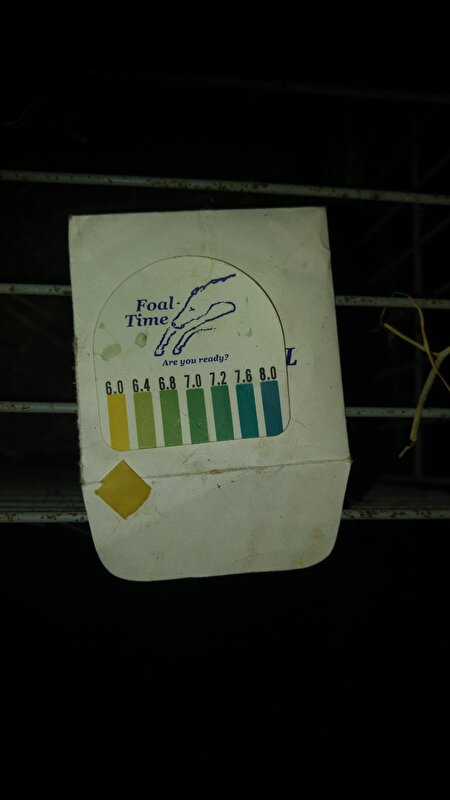 Foal-
Time
Are you ready?
L
6.0 6.4 6.8 7.0 7.2 7.6 8.0